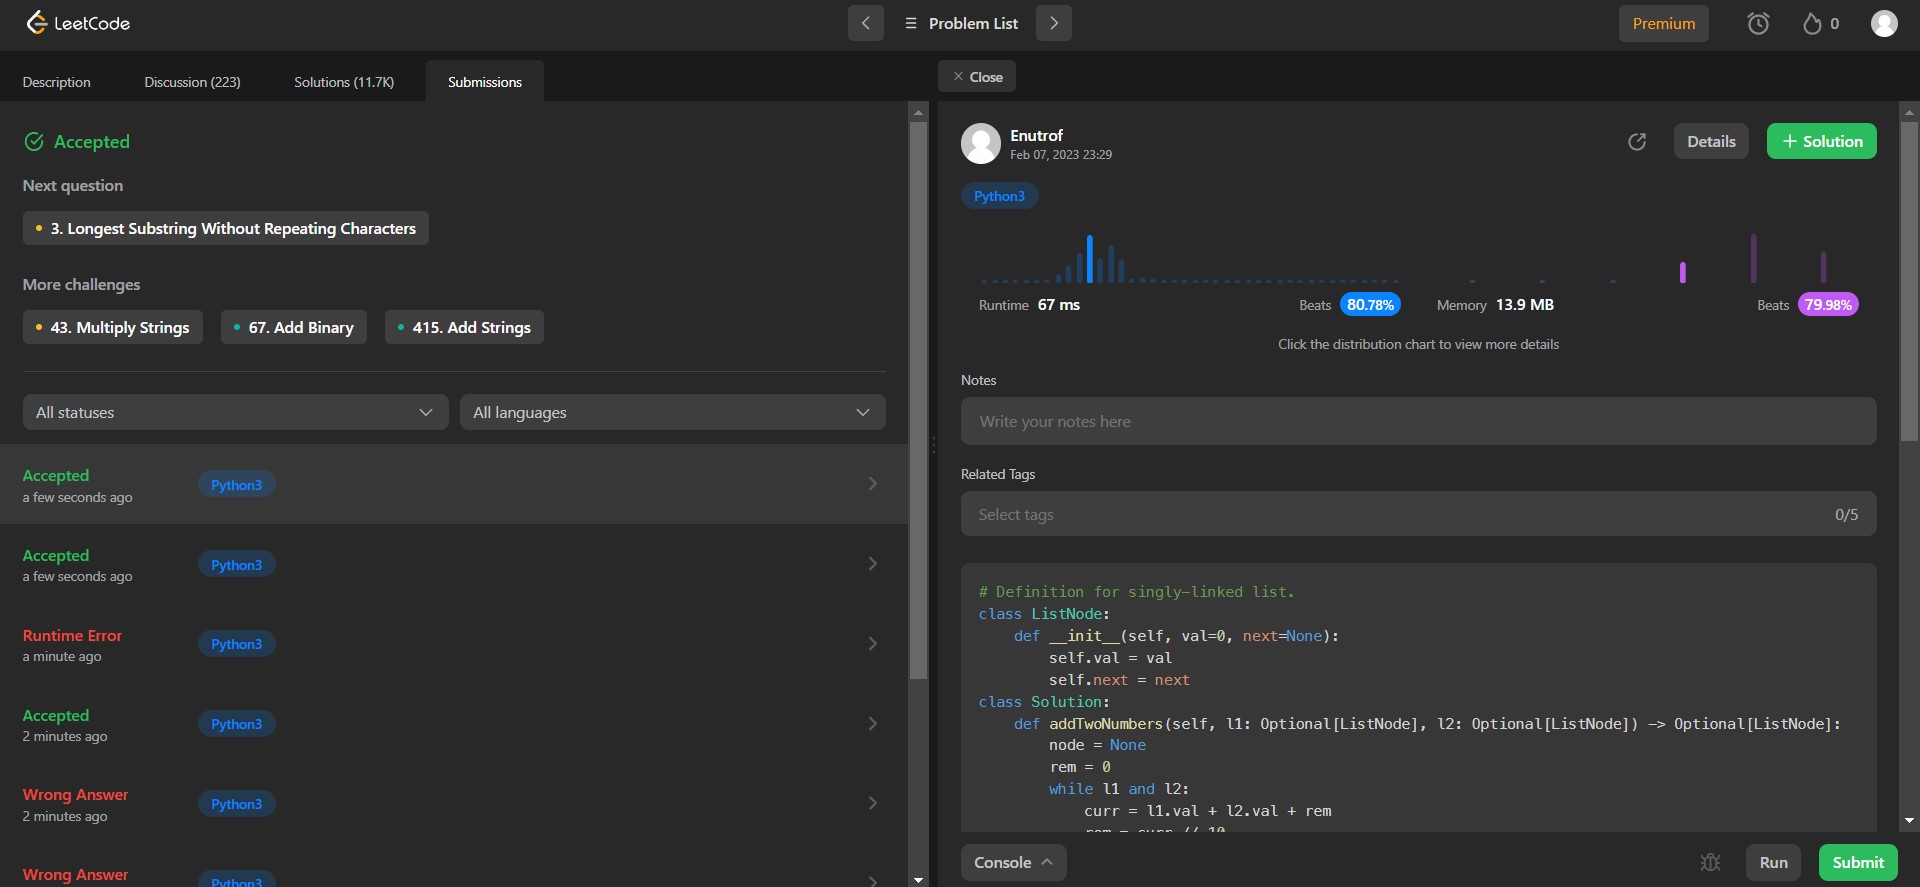 LeetCode
Problem List
Premium
0
Description
Discussion (223)
Solutions (11.7K)
Submissions
Close
Accepted
Next question
3. Longest Substring Without Repeating Characters
More challenges
43. Multiply Strings
67. Add Binary
415. Add Strings
All statuses
All languages
Accepted
a few seconds ago
Python3
Accepted
a few seconds ago
Python3
Runtime Error
a minute ago
Python3
Accepted
2 minutes ago
Python3
Wrong Answer
2 minutes ago
Python3
Wrong Answer
Python3
Enutrof
Feb 07, 2023 23:29
Details
+ Solution
Python3
Runtime 67 ms
Beats 80.78%
Memory 13.9 MB
Beats 79.98%
Click the distribution chart to view more details
Notes
Write your notes here
Related Tags
Select tags
0/5
# Definition for singly-linked list.
class ListNode:
    def __init__(self, val=0, next=None):
        self.val = val
        self.next = next
class Solution:
    def addTwoNumbers(self, l1: Optional[ListNode], l2: Optional[ListNode]) -> Optional[ListNode]:
        node = None
        rem = 0
        while l1 and l2:
            curr = l1.val + l2.val + rem
            rem = curr // 10
Console
Run
Submit